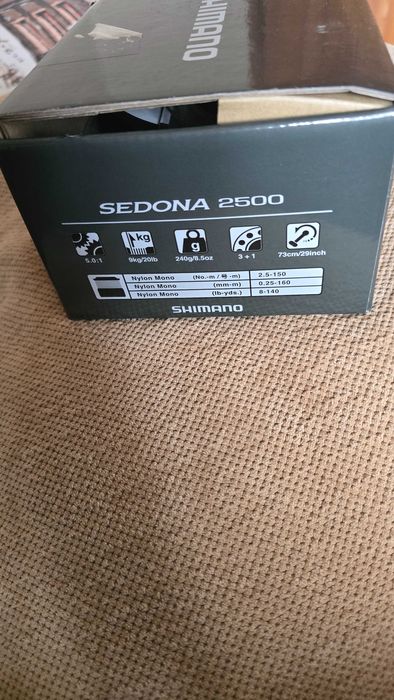 SHIMANO
SEDONA 2500
5.0:1
kg
9kg/20lb
g
240g/8.5oz
3 + 1
73cm/29inch
Nylon Mono (No.-m / 号-m) 2.5-150
Nylon Mono (mm-m) 0.25-160
Nylon Mono (lb-yds.) 8-140
SHIMANO